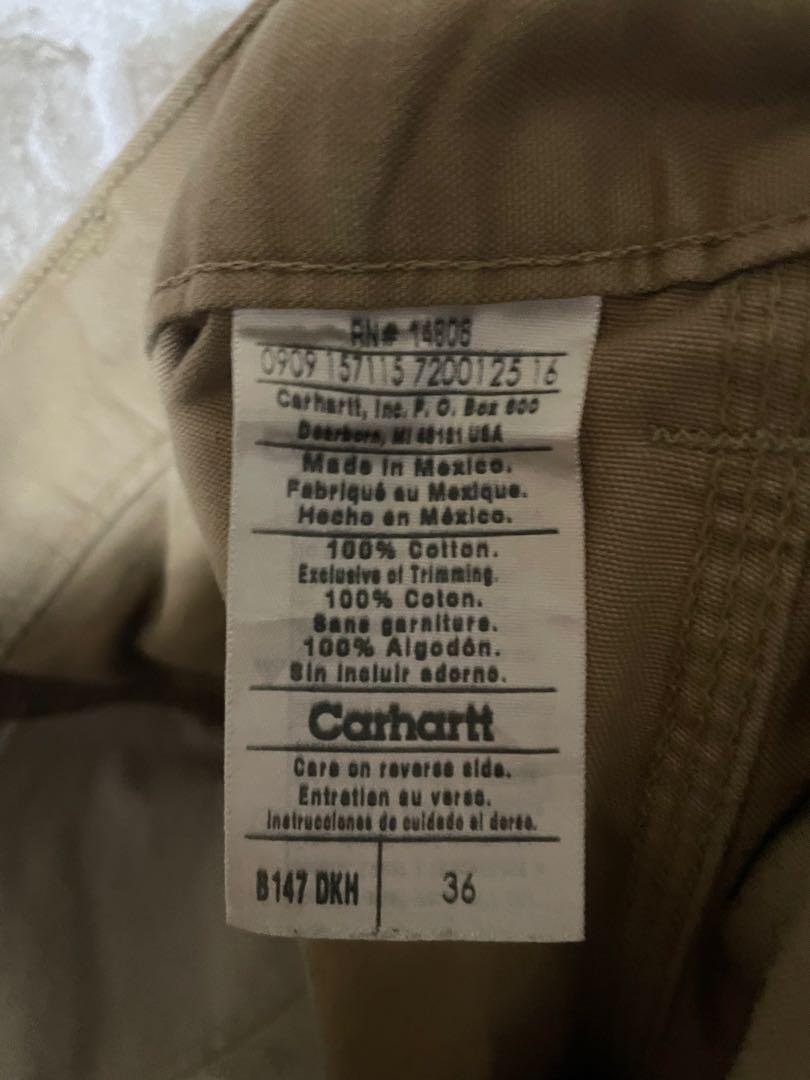 RN# 14806
0909 157115 7200125 16
Carhartt, Inc. P. O. Box 600
Dearborn, MI 48121 USA
Made in Mexico.
Fabriqué au Mexique.
Hecho en México.
100% Cotton.
Exclusive of Trimming.
100% Coton.
Sans garniture.
100% Algodón.
Sin incluir adorno.
Carhartt
Care on reverse side.
Entretien au verso.
Instrucciones de cuidado al dorso.
B147 DKH 36